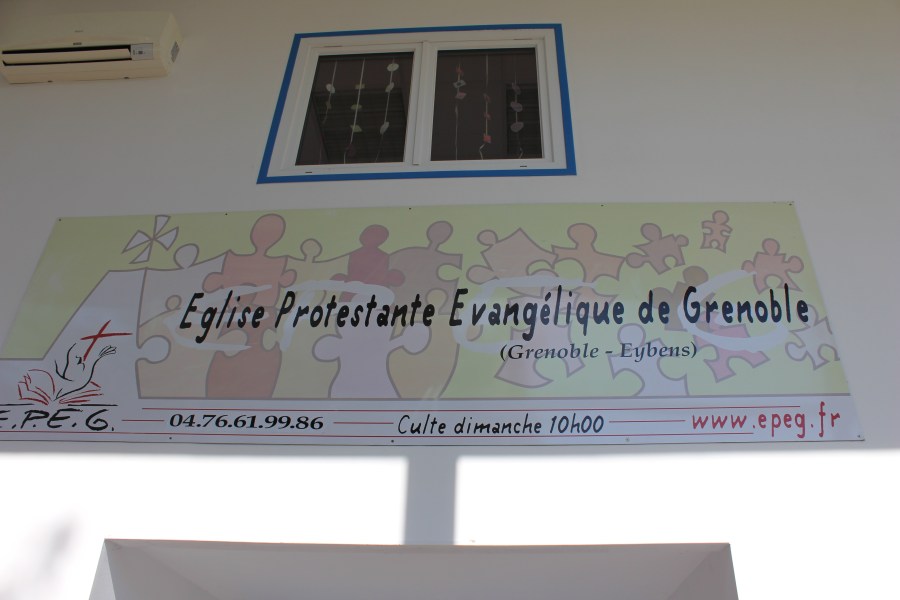 Eglise Protestante Evangélique de Grenoble
(Grenoble - Eybens)
E.P.E.G.
04.76.61.99.86 Culte dimanche 10h00 www.epeg.fr